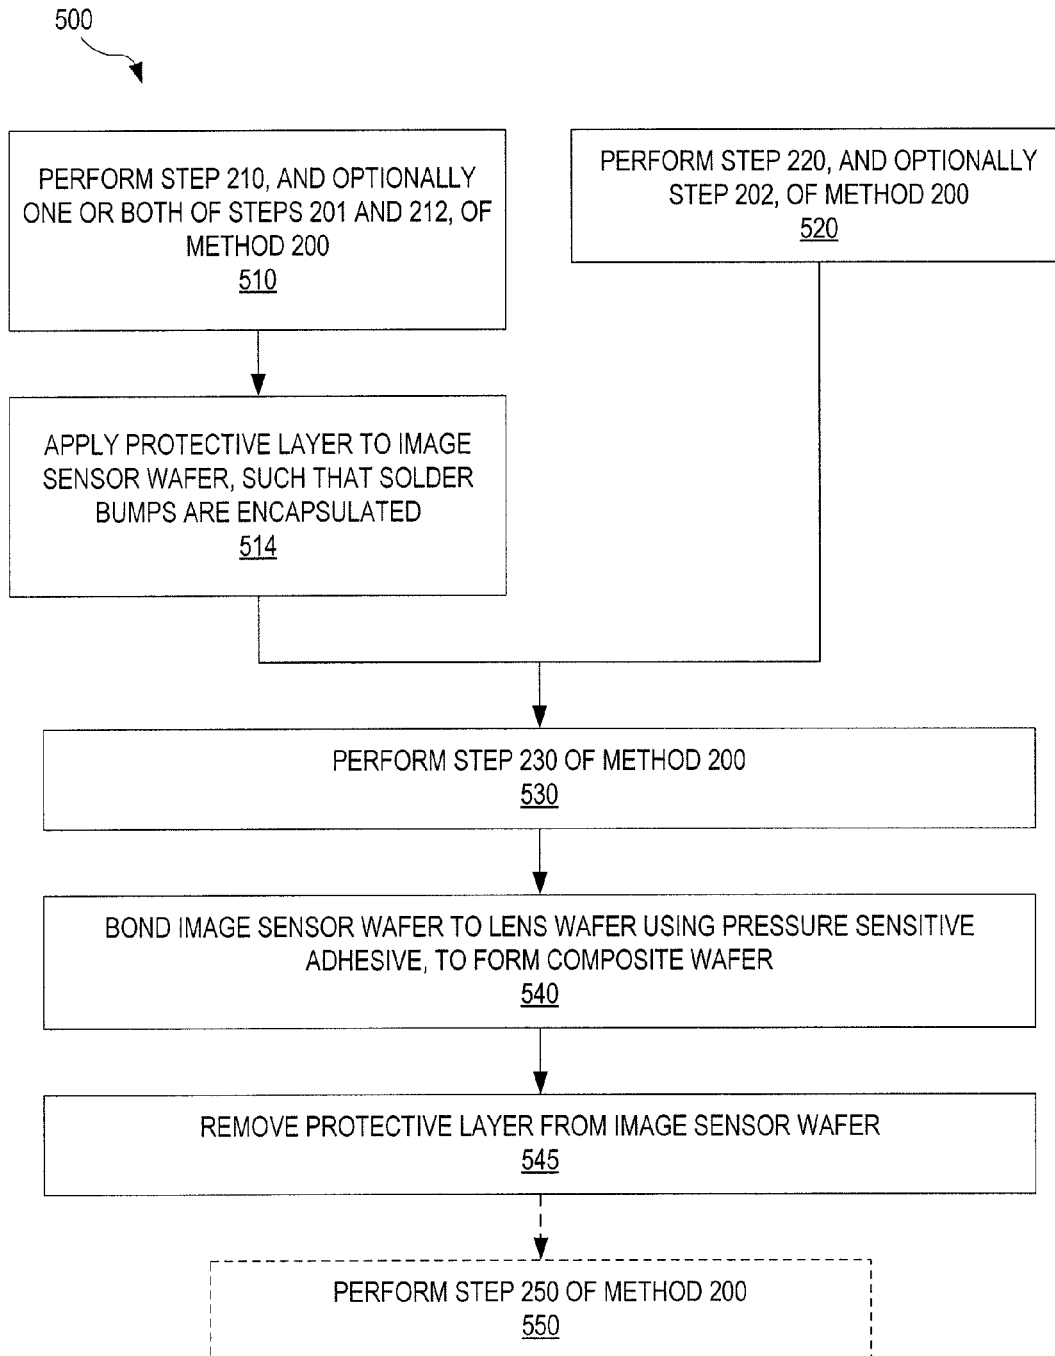 500
PERFORM STEP 210, AND OPTIONALLY
ONE OR BOTH OF STEPS 201 AND 212, OF
METHOD 200
510
PERFORM STEP 220, AND OPTIONALLY
STEP 202, OF METHOD 200
520
APPLY PROTECTIVE LAYER TO IMAGE
SENSOR WAFER, SUCH THAT SOLDER
BUMPS ARE ENCAPSULATED
514
PERFORM STEP 230 OF METHOD 200
530
BOND IMAGE SENSOR WAFER TO LENS WAFER USING PRESSURE SENSITIVE
ADHESIVE, TO FORM COMPOSITE WAFER
540
REMOVE PROTECTIVE LAYER FROM IMAGE SENSOR WAFER
545
PERFORM STEP 250 OF METHOD 200
550